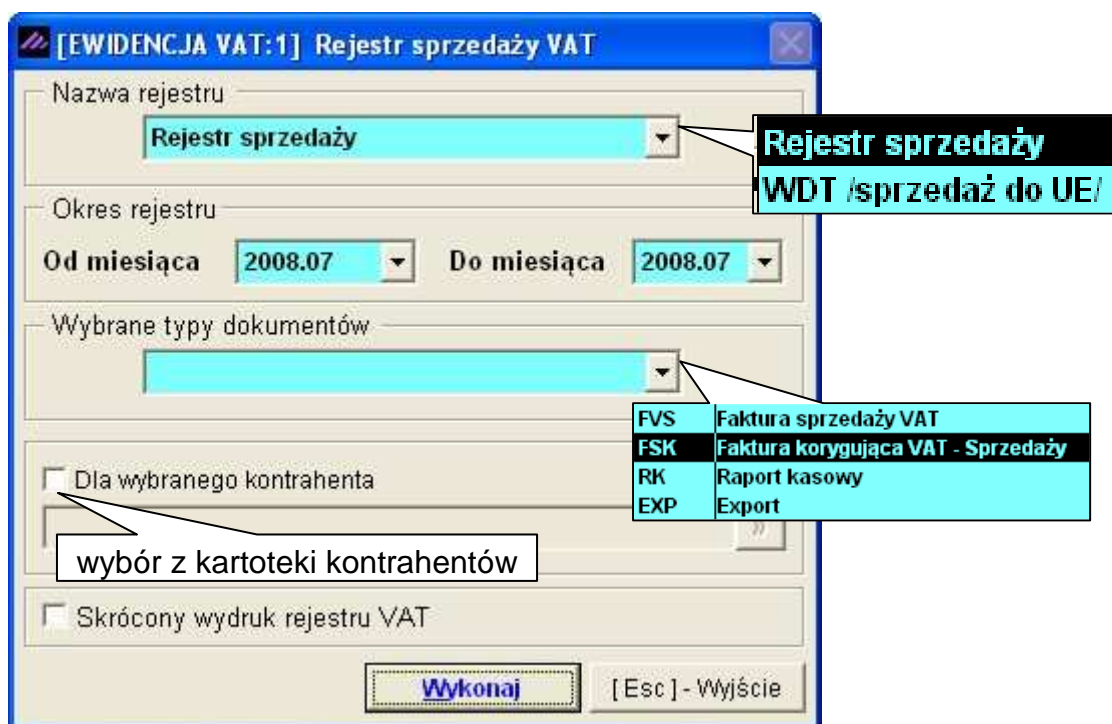 [EWIDENCJA VAT:1] Rejestr sprzedaży VAT
Nazwa rejestru
Rejestr sprzedaży
Rejestr sprzedaży
WDT /sprzedaż do UE/
Okres rejestru
Od miesiąca 2008.07 Do miesiąca 2008.07
Wybrane typy dokumentów
FVS Faktura sprzedaży VAT
FSK Faktura korygująca VAT - Sprzedaży
RK Raport kasowy
EXP Export
Dla wybranego kontrahenta
»
wybór z kartoteki kontrahentów
Skrócony wydruk rejestru VAT
Wykonaj [ Esc ] - Wyjście